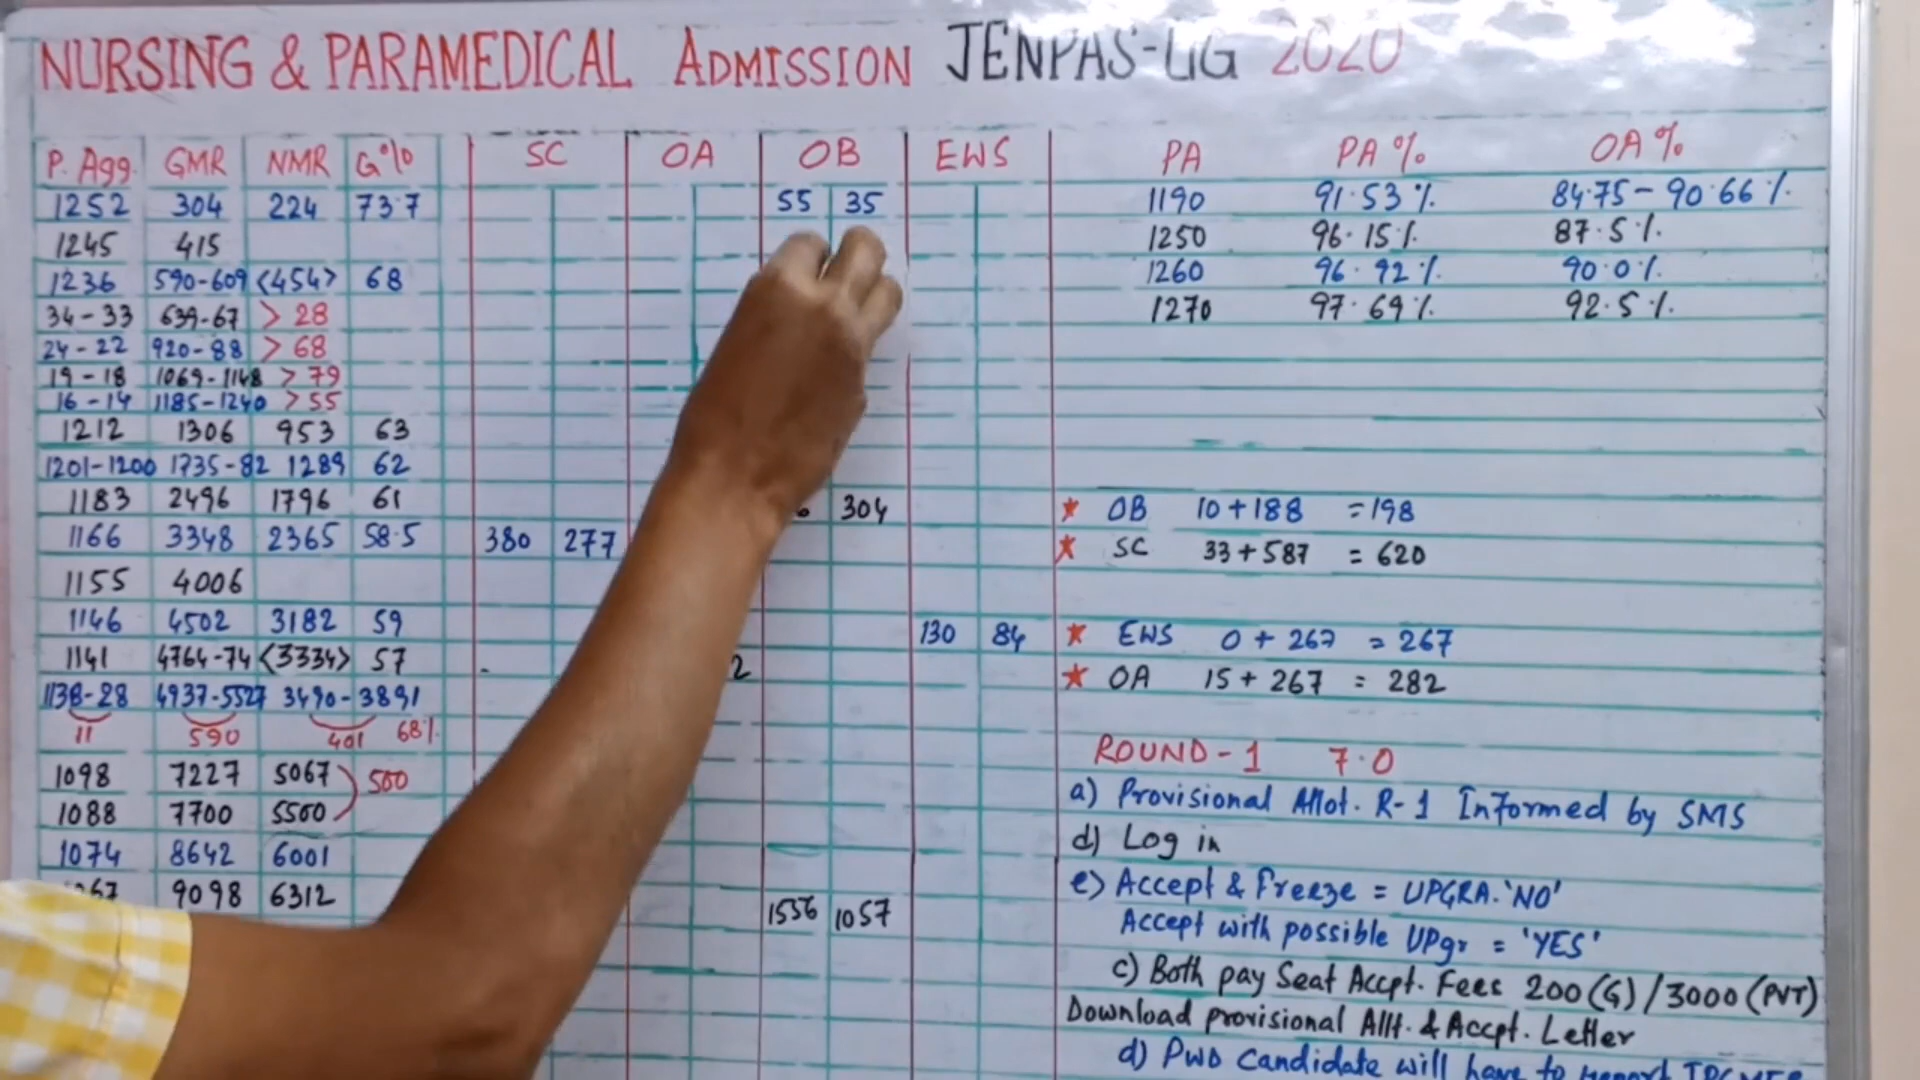 NURSING & PARAMEDICAL ADMISSION JENPAS-UG 2020
P. Agg. GMR NMR G% SC OA OB EWS PA PA% OA%
1252 304 224 73.7 55 35 1190 91.53% 84.75-90.66%
1245 415 1250 96.15% 87.5%
1236 590-609 <454> 68 1260 96.92% 90.0%
34-33 639-67 > 28 1270 97.69% 92.5%
24-22 920-88 > 68
19-18 1069-1148 > 79
16-14 1185-1240 > 55
1212 1306 953 63
1201-1200 1735-82 1289 62
1183 2496 1796 61 304 ★ OB 10+188 =198
1166 3348 2365 58.5 380 277 ★ SC 33+587 = 620
1155 4006
1146 4502 3182 59 130 84 ★ EWS 0+267 = 267
1141 4764-74 <3334> 57 ★ OA 15+267 = 282
1138-28 4937-5527 3490-3891
11 590 401 68% ROUND-1 7.0
1098 7227 5067 500 a) Provisional Allot. R-1 Informed by SMS
1088 7700 5500 d) Log in
1074 8642 6001 e) Accept & Freeze = UPGRA. 'NO'
67 9098 6312 1556 1057 Accept with possible UPgr = 'YES'
c) Both pay Seat Accpt. Fees 200(G)/3000(PVT)
Download provisional Allt. & Accpt. Letter
d) PwD Candidate will have to